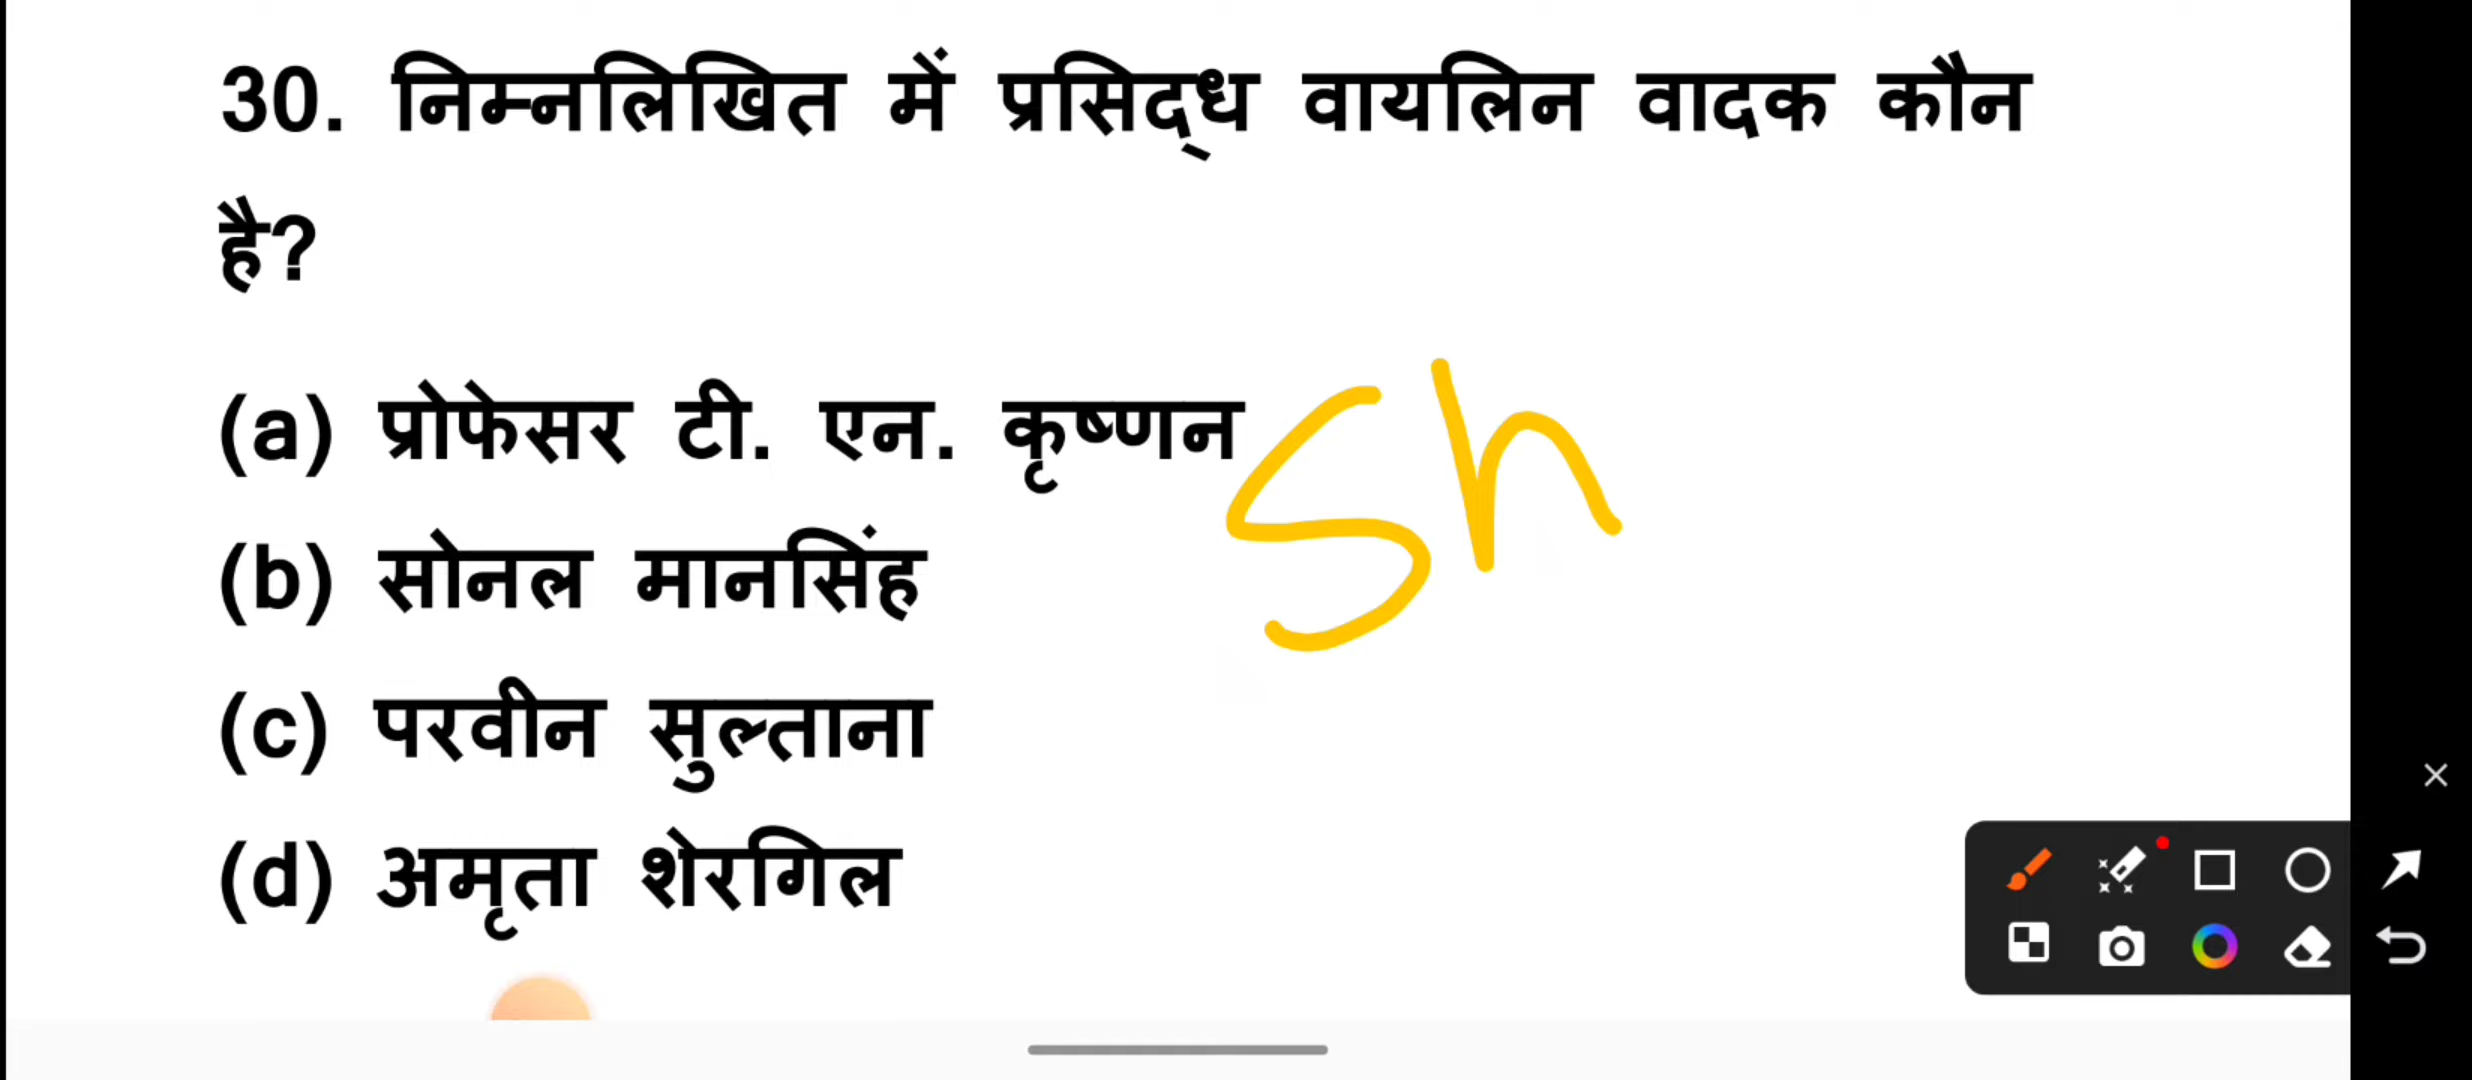 30. निम्नलिखित में प्रसिद्ध वायलिन वादक कौन
है?
(a) प्रोफेसर टी. एन. कृष्णन
Sh
(b) सोनल मानसिंह
(c) परवीन सुल्ताना
(d) अमृता शेरगिल